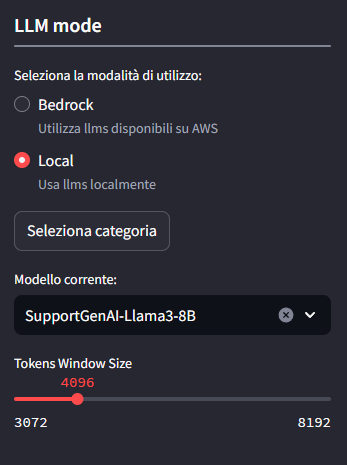 LLM mode
Seleziona la modalità di utilizzo:
Bedrock
Utilizza llms disponibili su AWS
Local
Usa llms localmente
Seleziona categoria
Modello corrente:
SupportGenAI-Llama3-8B
Tokens Window Size
4096
3072 8192